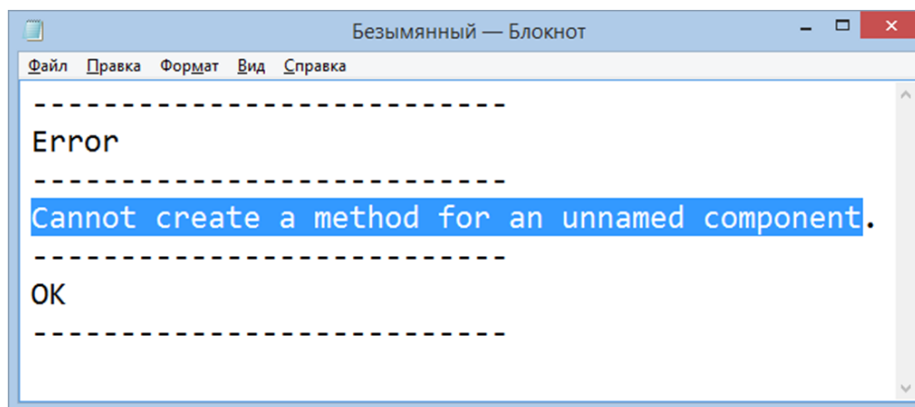 Безымянный — Блокнот
Файл Правка Формат Вид Справка
---------------------------
Error
---------------------------
Cannot create a method for an unnamed component.
---------------------------
OK
---------------------------